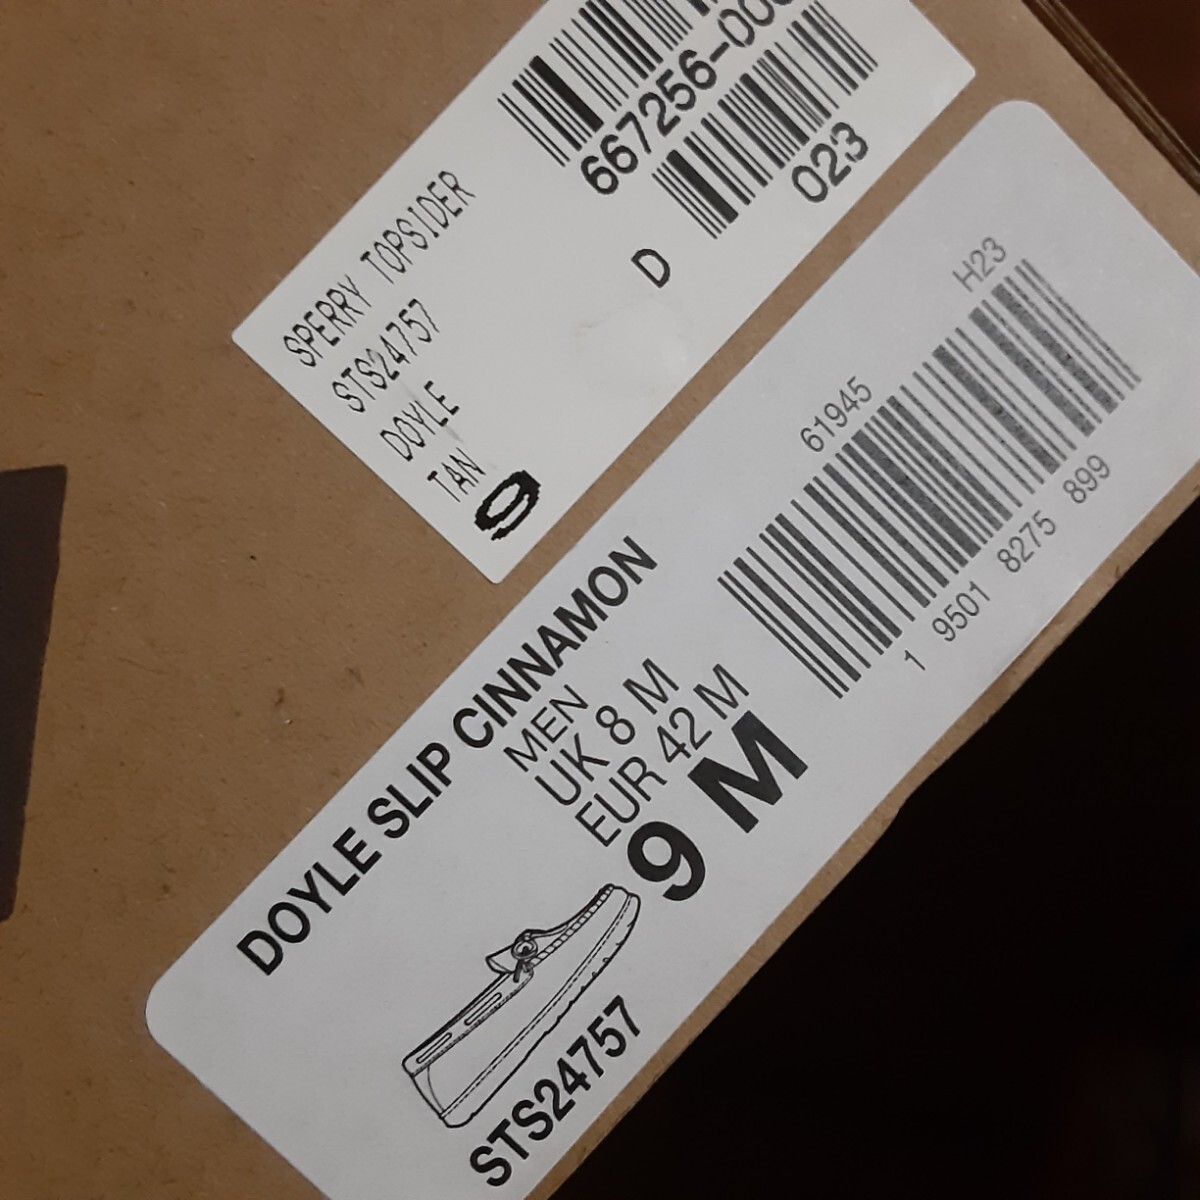 667256-00
023
SPERRY TOPSIDER
STS24757
D
DOYLE
TAN
9
H23
61945
1 9501 8275 899
DOYLE SLIP CINNAMON
MEN
UK 8 M
EUR 42 M
9 M
STS24757